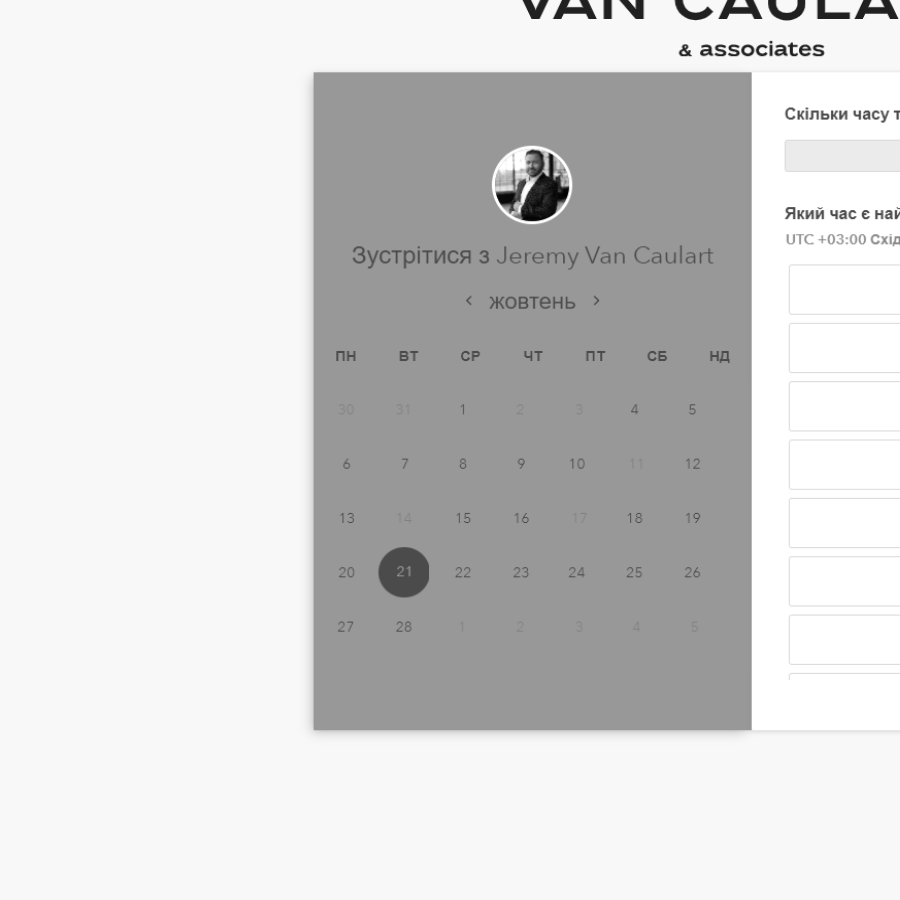 VAN CAULA
& associates
Зустрітися з Jeremy Van Caulart
жовтень
ПН ВТ СР ЧТ ПТ СБ НД
30 31 1 2 3 4 5
6 7 8 9 10 11 12
13 14 15 16 17 18 19
20 21 22 23 24 25 26
27 28 1 2 3 4 5
Скільки часу т
Який час є най
UTC +03:00 Схід